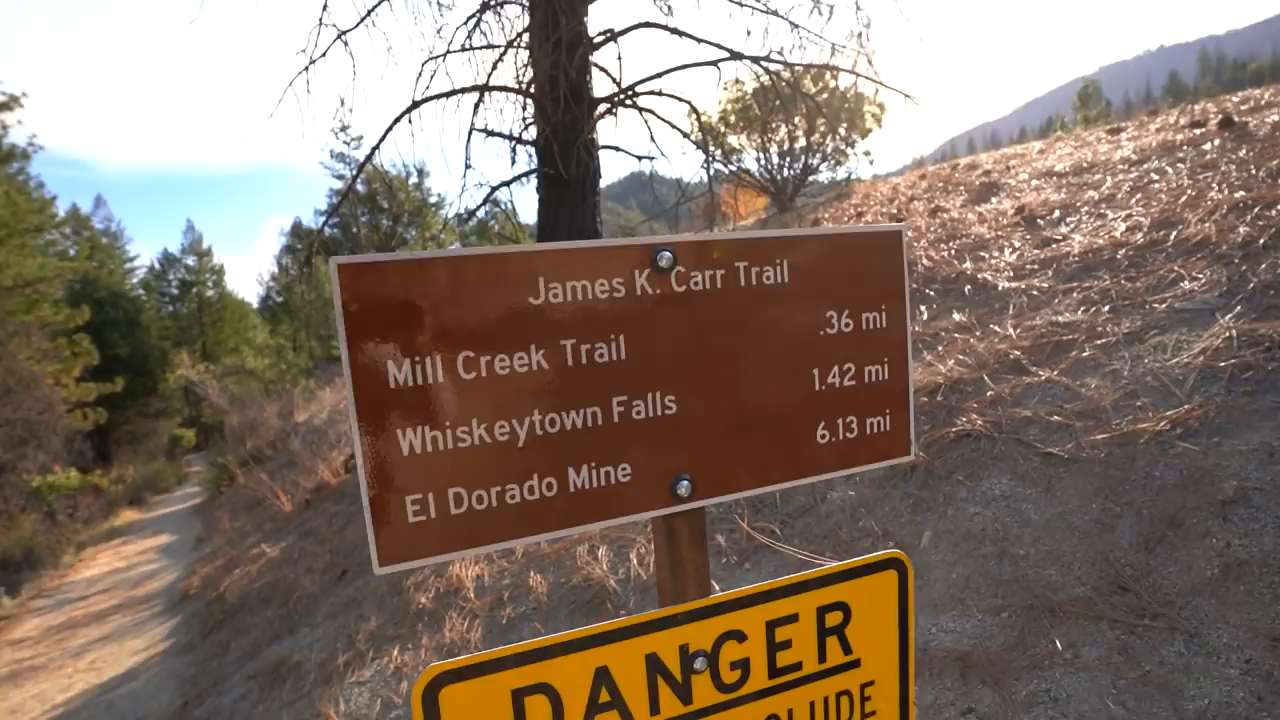 James K. Carr Trail
Mill Creek Trail .36 mi
Whiskeytown Falls 1.42 mi
El Dorado Mine 6.13 mi
DANGER